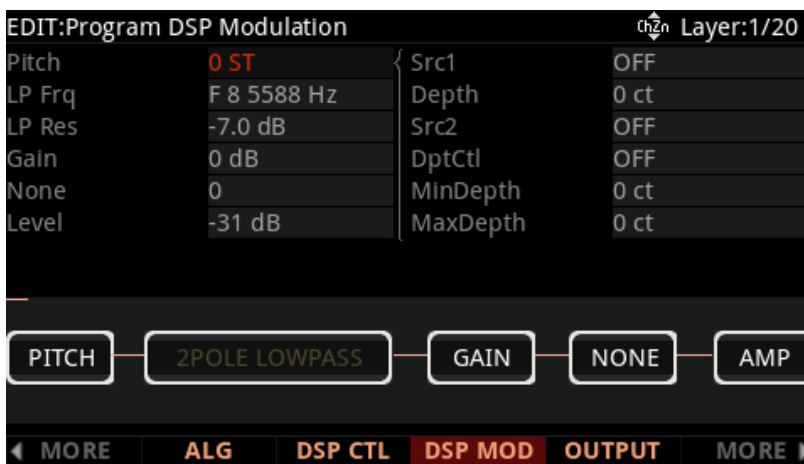 EDIT:Program DSP Modulation ChZn Layer:1/20
Pitch 0 ST Src1 OFF
LP Frq F 8 5588 Hz Depth 0 ct
LP Res -7.0 dB Src2 OFF
Gain 0 dB DptCtl OFF
None 0 MinDepth 0 ct
Level -31 dB MaxDepth 0 ct
PITCH 2POLE LOWPASS GAIN NONE AMP
MORE ALG DSP CTL DSP MOD OUTPUT MORE